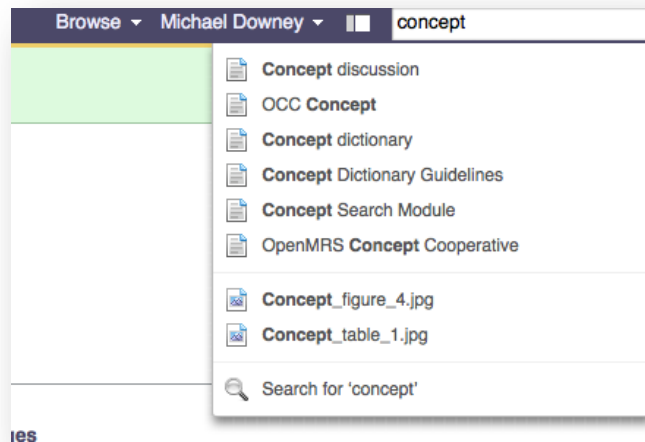 Browse Michael Downey concept
Concept discussion
OCC Concept
Concept dictionary
Concept Dictionary Guidelines
Concept Search Module
OpenMRS Concept Cooperative
Concept_figure_4.jpg
Concept_table_1.jpg
Search for ‘concept’